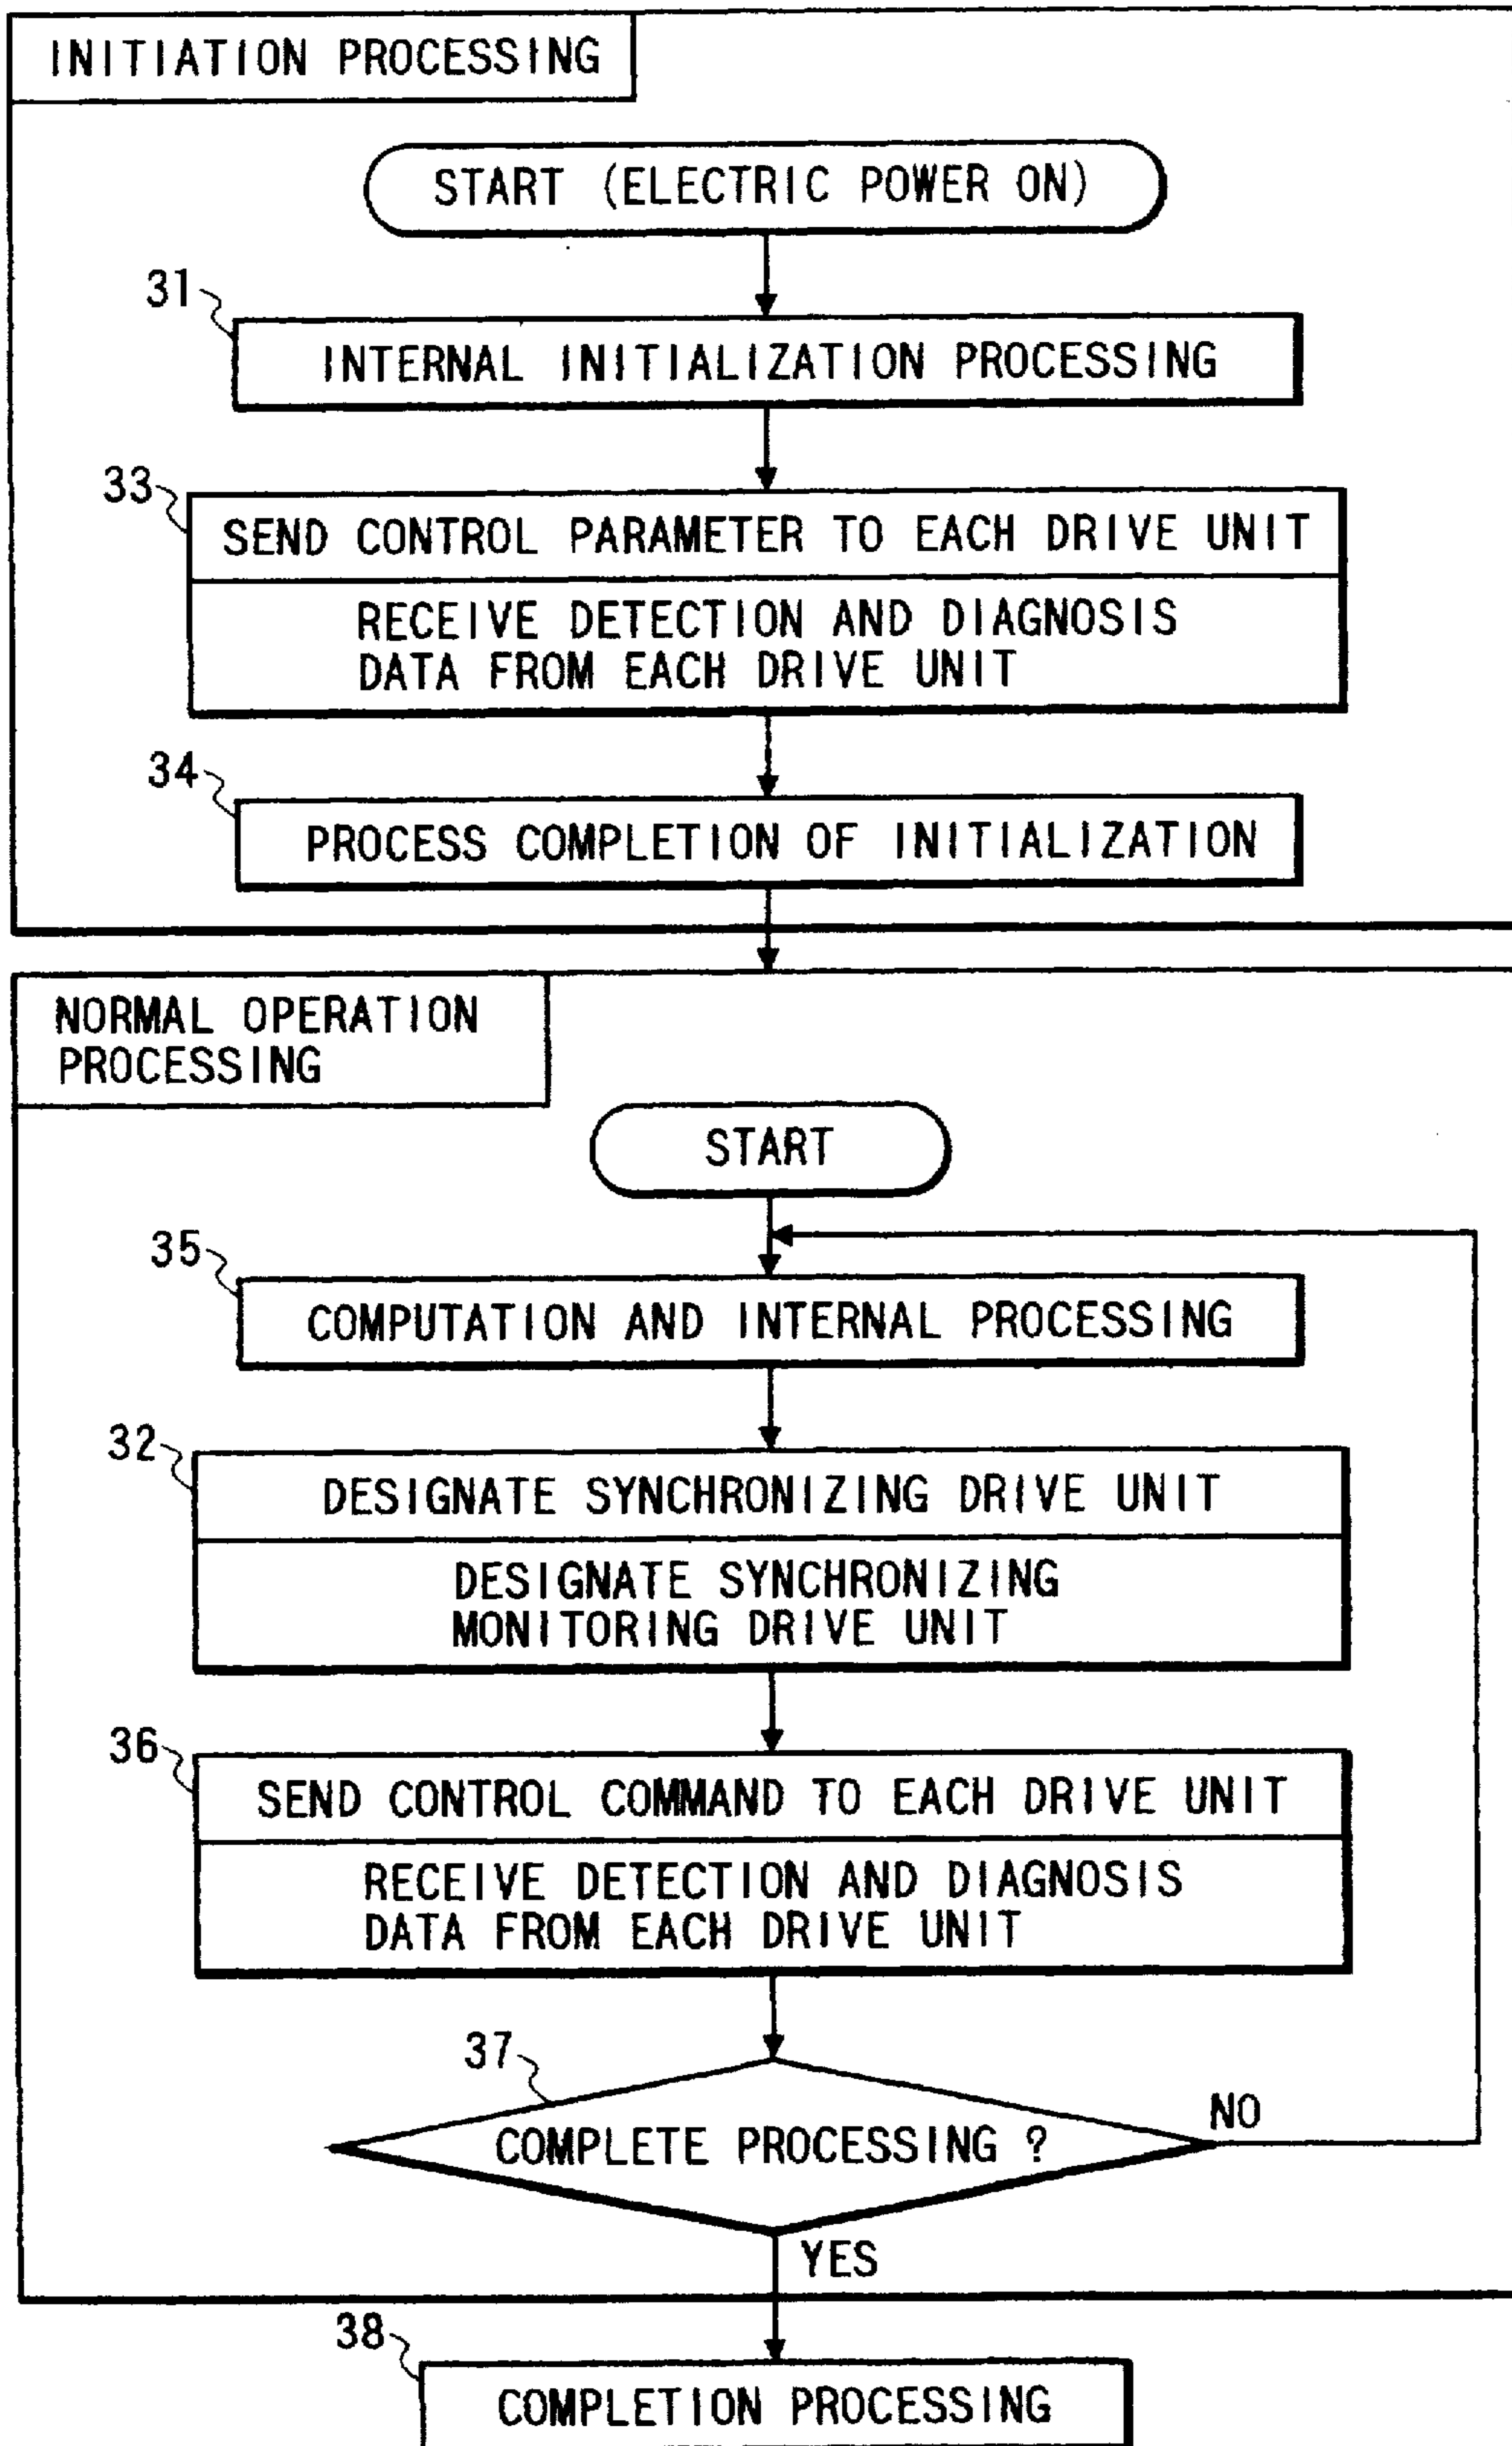 INITIATION PROCESSING
START (ELECTRIC POWER ON)
31
INTERNAL INITIALIZATION PROCESSING
33
SEND CONTROL PARAMETER TO EACH DRIVE UNIT
RECEIVE DETECTION AND DIAGNOSIS
DATA FROM EACH DRIVE UNIT
34
PROCESS COMPLETION OF INITIALIZATION
NORMAL OPERATION
PROCESSING
START
35
COMPUTATION AND INTERNAL PROCESSING
32
DESIGNATE SYNCHRONIZING DRIVE UNIT
DESIGNATE SYNCHRONIZING
MONITORING DRIVE UNIT
36
SEND CONTROL COMMAND TO EACH DRIVE UNIT
RECEIVE DETECTION AND DIAGNOSIS
DATA FROM EACH DRIVE UNIT
37
COMPLETE PROCESSING ?
NO
YES
38
COMPLETION PROCESSING